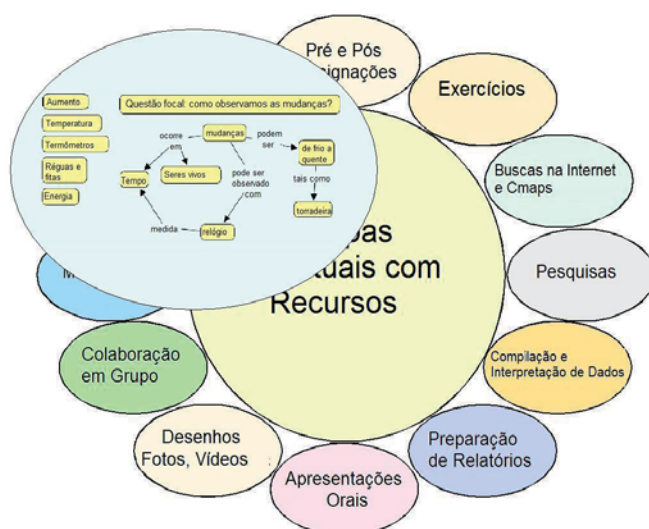 Pré e Pós
signações
Exercícios
Aumento
Questão focal: como observamos as mudanças?
Temperatura
Termômetros
Réguas e
fitas
Energia
ocorre
em
mudanças
podem
ser
de frio a
quente
Tempo
Seres vivos
pode ser
observado
com
tais como
torradeira
medida
relógio
Buscas na Internet
e Cmaps
pas
tuais com
Recursos
Pesquisas
Colaboração
em Grupo
Compilação e
Interpretação de Dados
Desenhos
Fotos, Vídeos
Preparação
de Relatórios
Apresentações
Orais